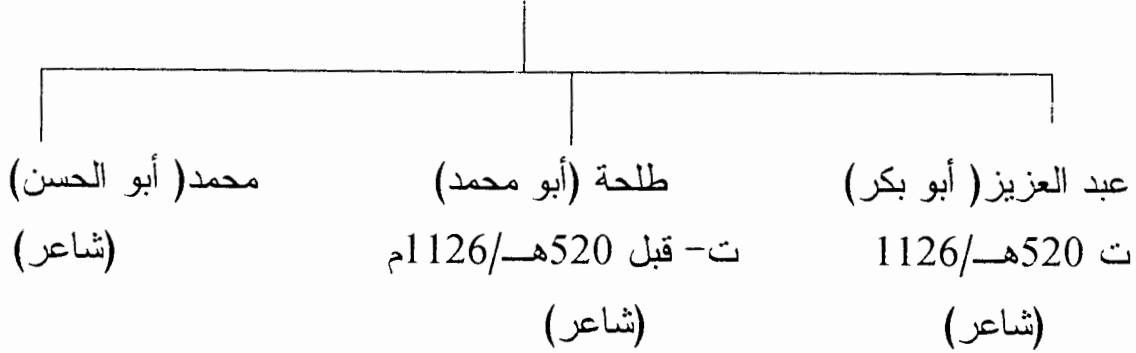 عبد العزيز( أبو بكر) طلحة (أبو محمد) محمد( أبو الحسن)
ت 520هـ/1126 ت- قبل 520هـ/1126م (شاعر)
(شاعر) (شاعر)